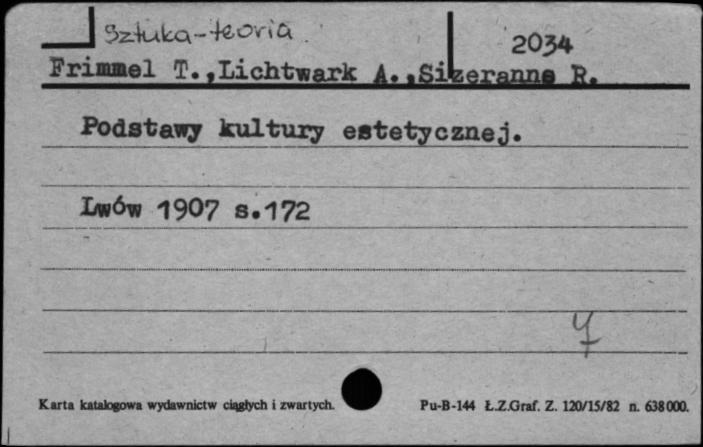 Sztuka-teoria
2034
Frimmel T.,Lichtwark A.,Sizeranne R.
Podstawy kultury estetycznej.
Lwów 1907 s.172
Karta katalogowa wydawnictw ciągłych i zwartych.
Pu-B-144 Ł.Z.Graf. Z. 120/15/82 n. 638000.